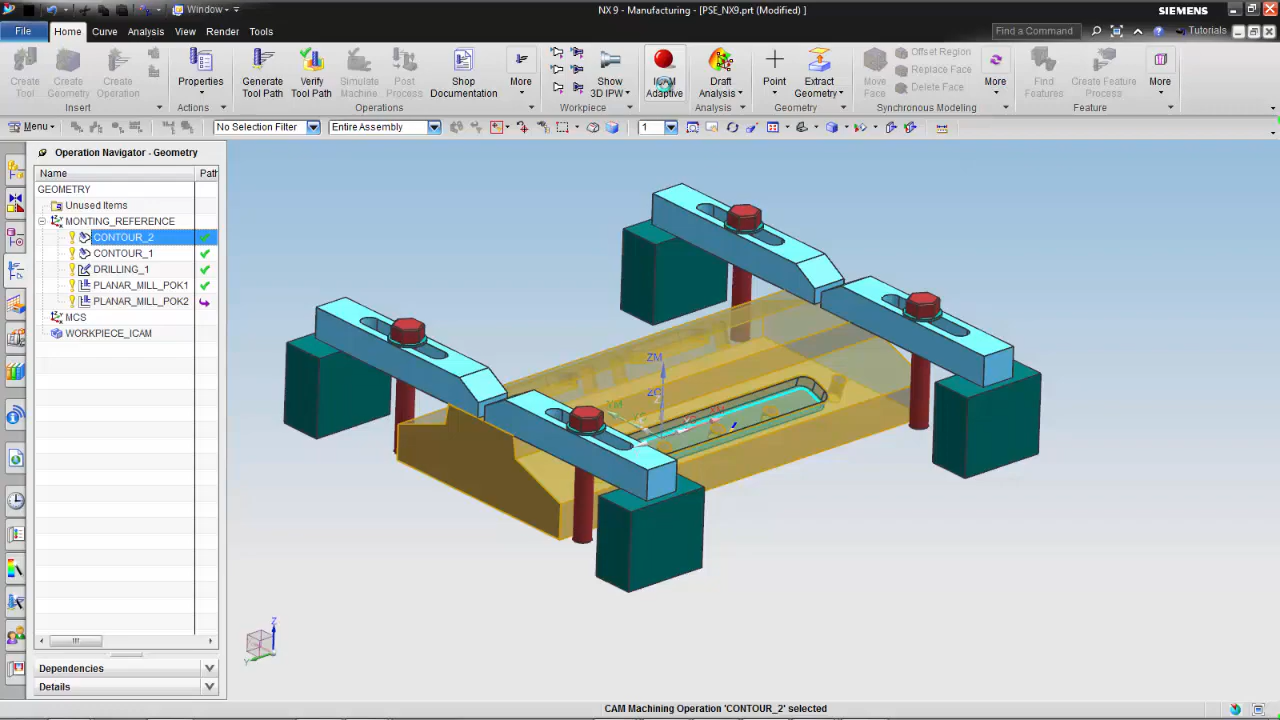 Window
NX 9 - Manufacturing - [PSE_NX9.prt (Modified) ]
SIEMENS
File
Home
Curve
Analysis
View
Render
Tools
Find a Command
Tutorials
Create Tool
Create Geometry
Create Operation
Insert
Properties
Actions
Generate Tool Path
Verify Tool Path
Simulate Machine
Post Process
Shop Documentation
More
Operations
Show 3D IPW
Workpiece
Adaptive
Draft Analysis
Analysis
Point
Extract Geometry
Geometry
Move Face
Offset Region
Replace Face
Delete Face
More
Synchronous Modeling
Find Features
Create Feature Process
More
Feature
Menu
No Selection Filter
Entire Assembly
1
Operation Navigator - Geometry
Name
Path
GEOMETRY
Unused Items
MONTING_REFERENCE
CONTOUR_2
CONTOUR_1
DRILLING_1
PLANAR_MILL_POK1
PLANAR_MILL_POK2
MCS
WORKPIECE_ICAM
Dependencies
Details
ZM
ZC
YM
XM
Z
Y
CAM Machining Operation 'CONTOUR_2' selected